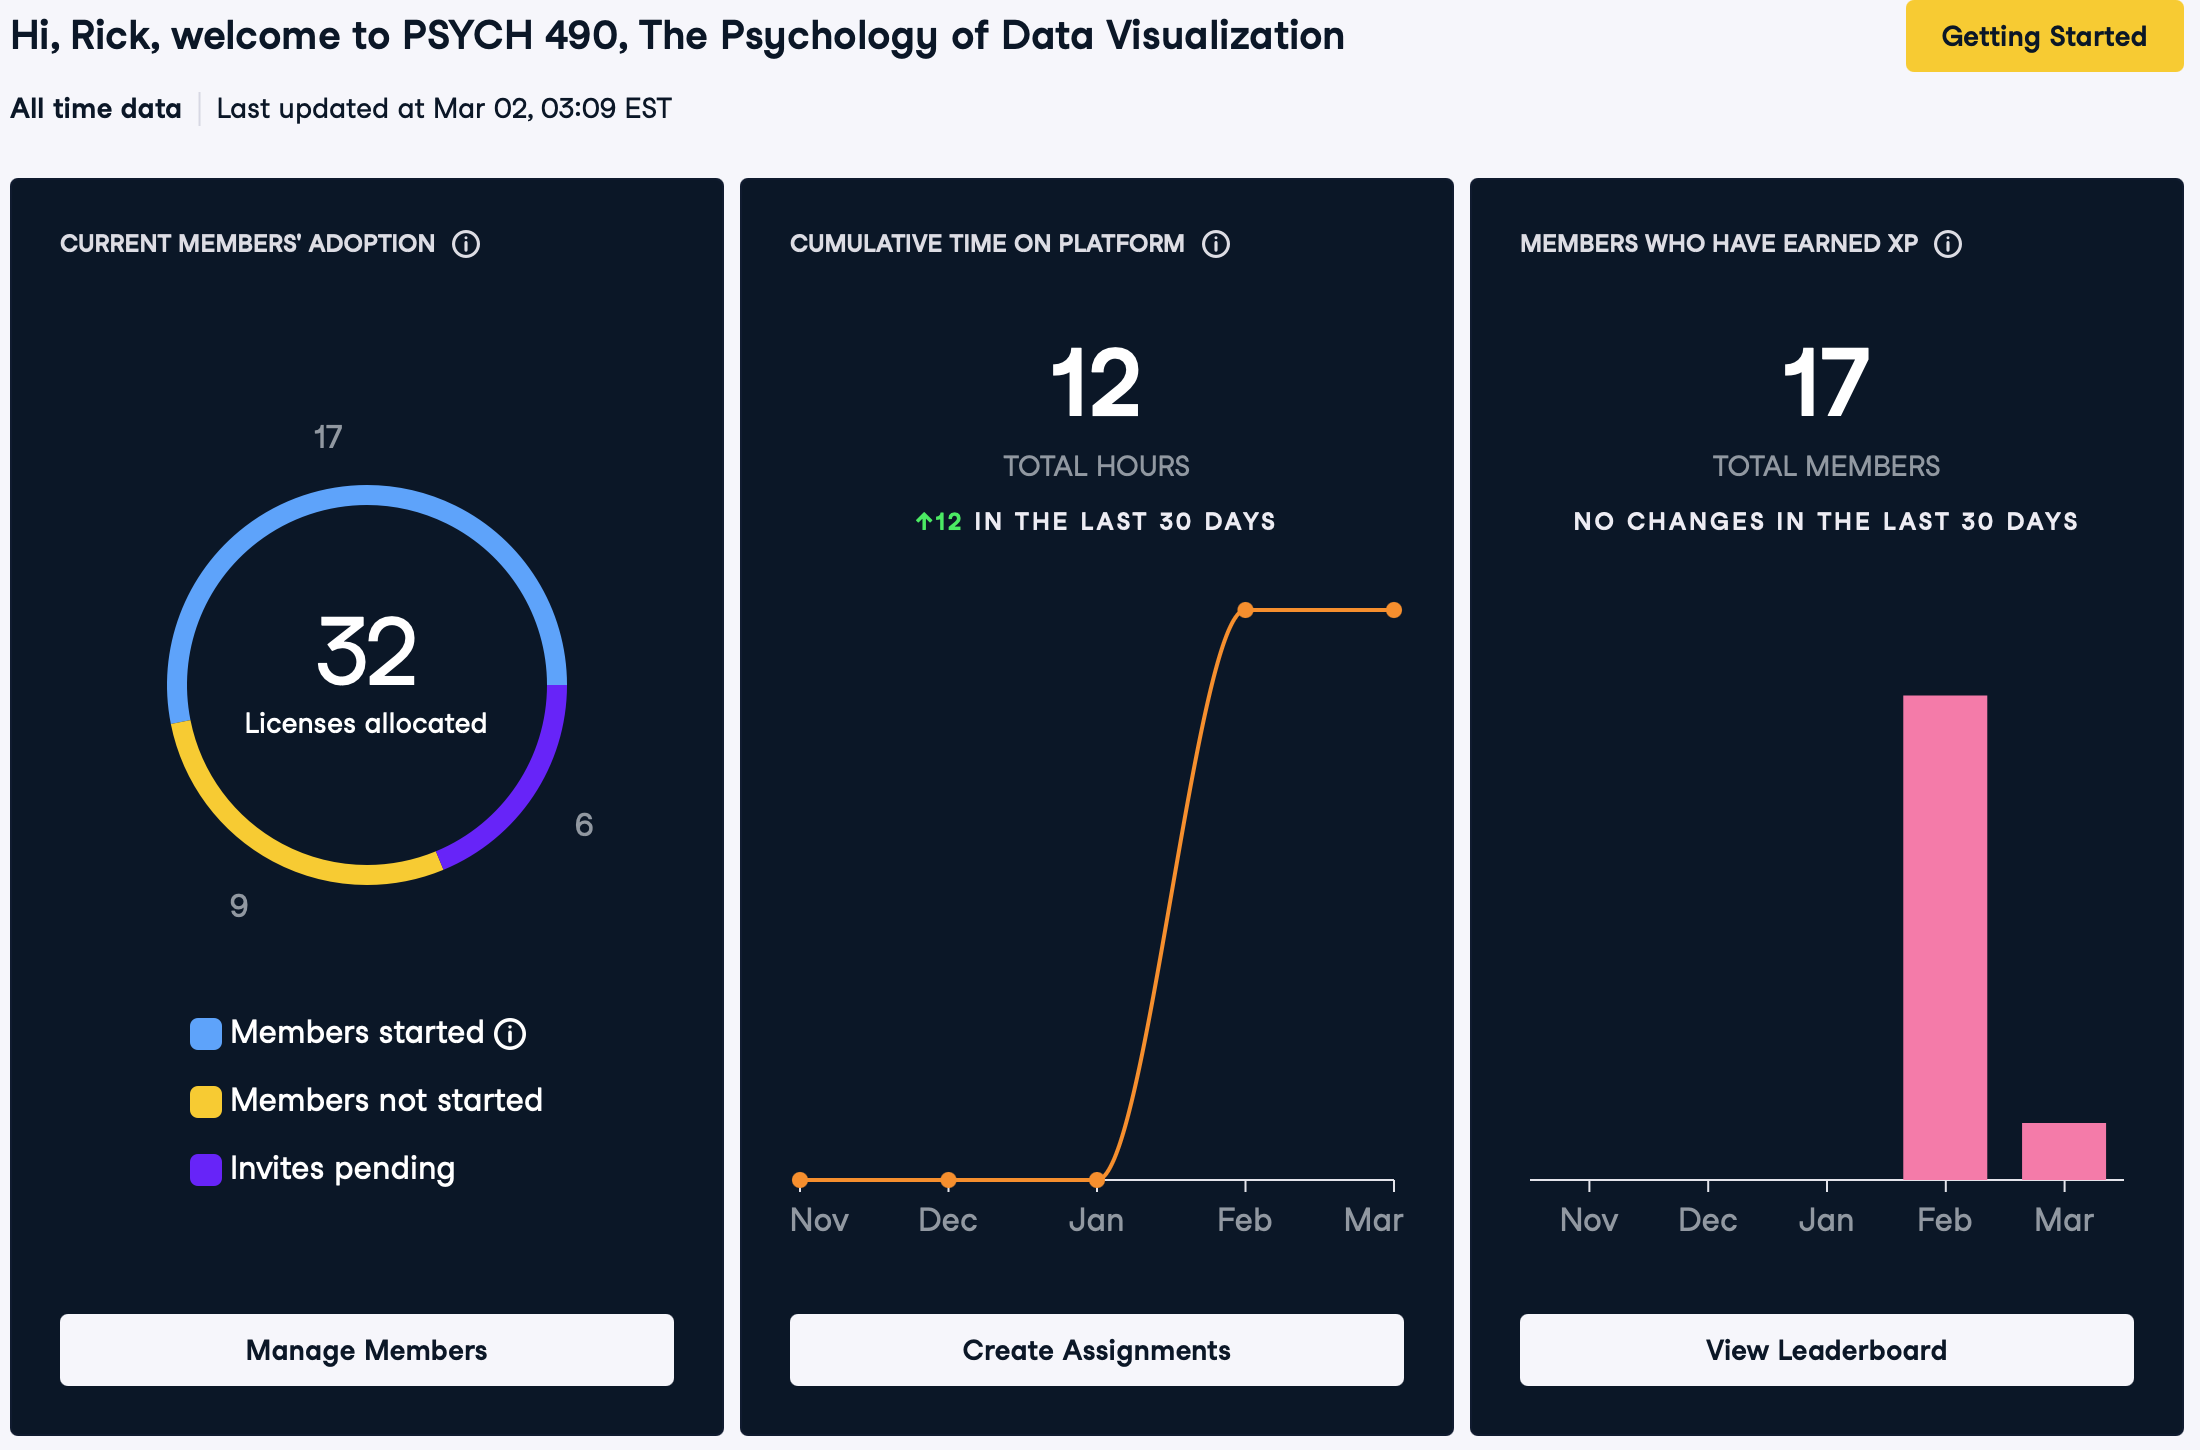 Hi, Rick, welcome to PSYCH 490, The Psychology of Data Visualization
Getting Started
All time data
Last updated at Mar 02, 03:09 EST
CURRENT MEMBERS' ADOPTION
17
32
Licenses allocated
6
9
Members started
Members not started
Invites pending
Manage Members
CUMULATIVE TIME ON PLATFORM
12
TOTAL HOURS
↑12 IN THE LAST 30 DAYS
Nov Dec Jan Feb Mar
Create Assignments
MEMBERS WHO HAVE EARNED XP
17
TOTAL MEMBERS
NO CHANGES IN THE LAST 30 DAYS
Nov Dec Jan Feb Mar
View Leaderboard